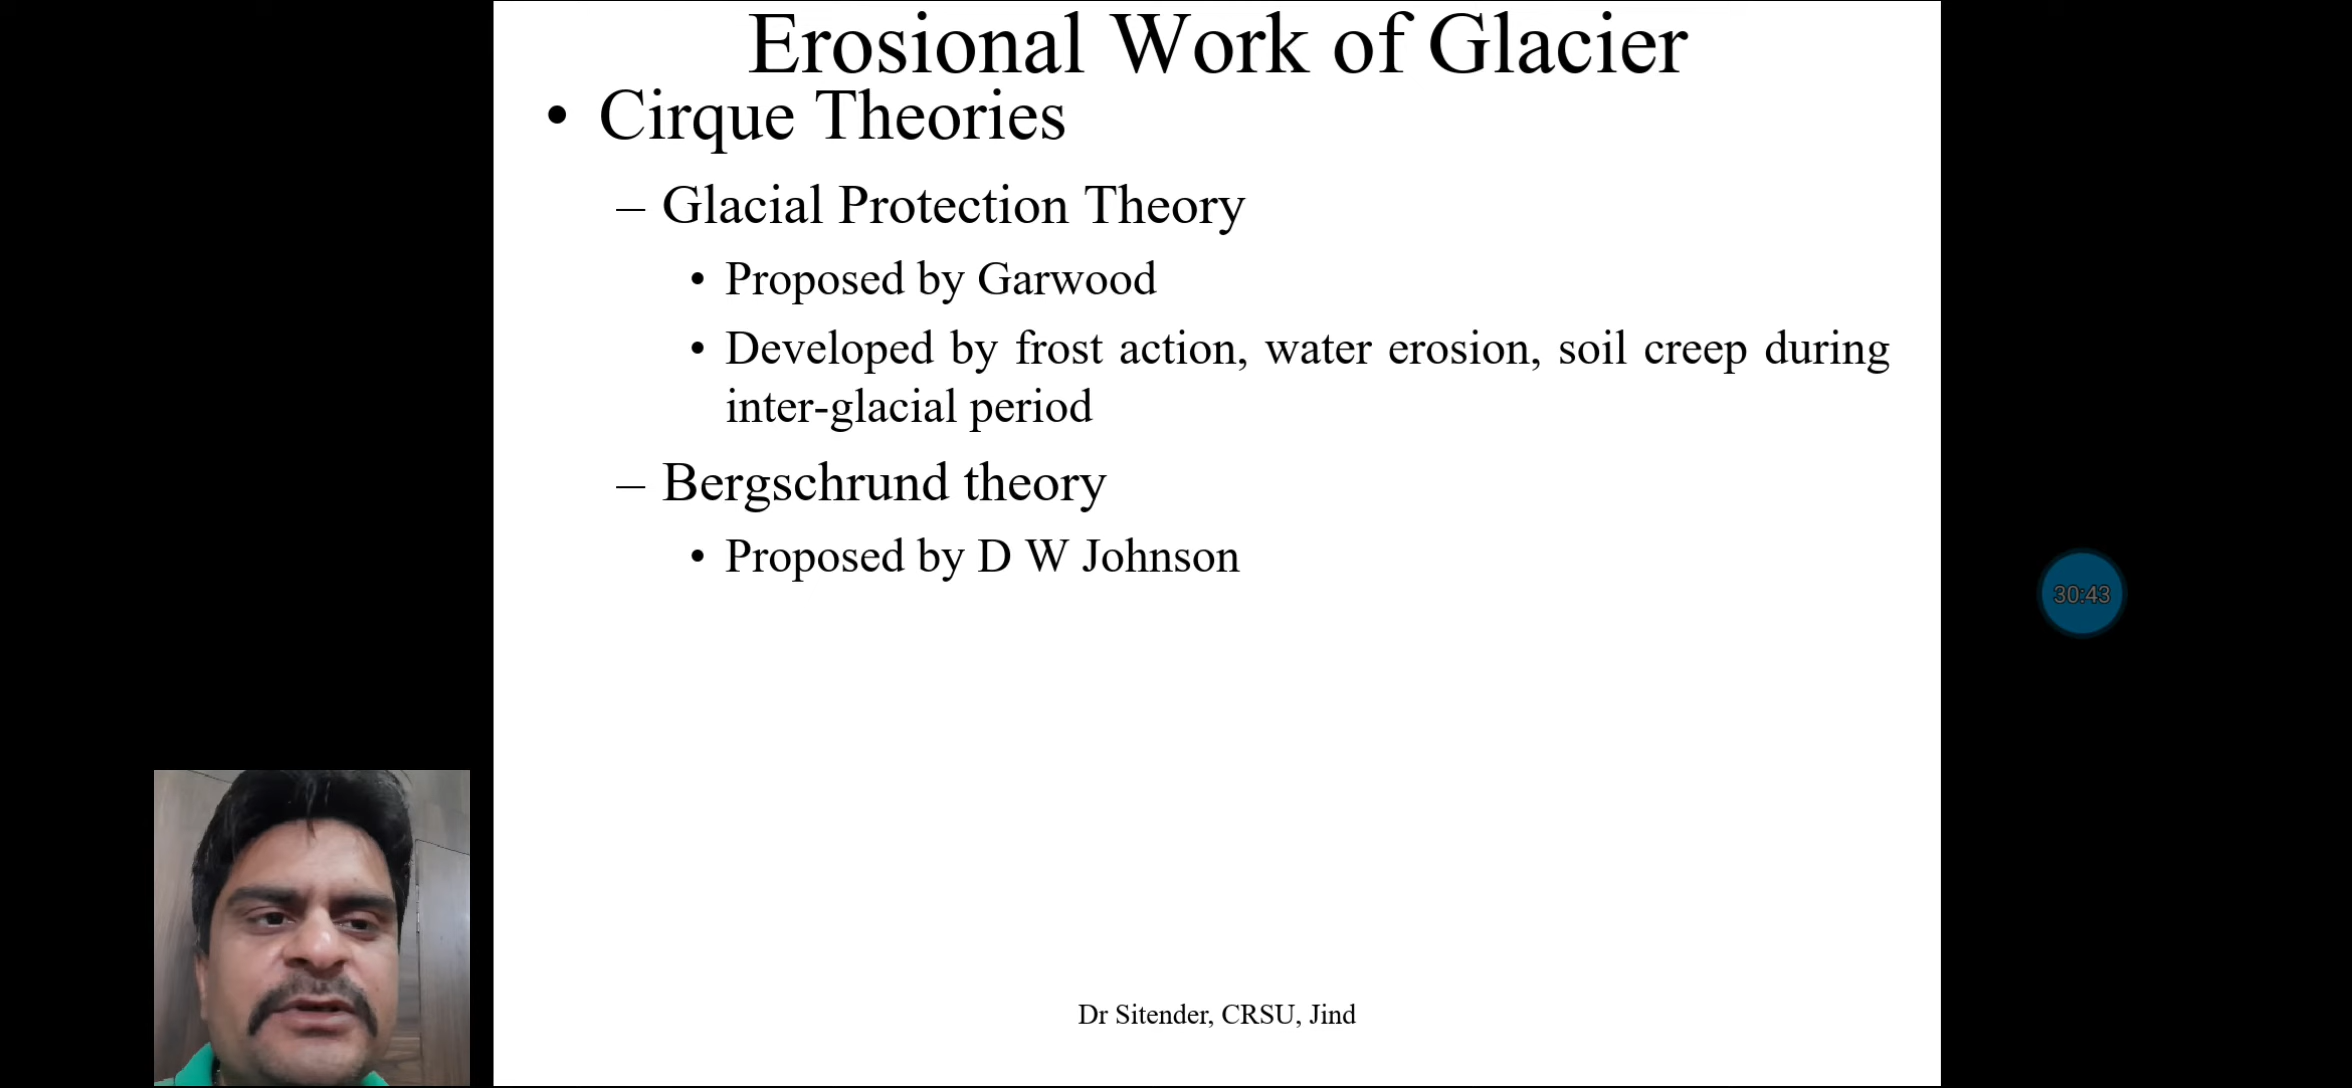 Erosional Work of Glacier
• Cirque Theories
– Glacial Protection Theory
• Proposed by Garwood
• Developed by frost action, water erosion, soil creep during
inter-glacial period
– Bergschrund theory
• Proposed by D W Johnson
30:43
Dr Sitender, CRSU, Jind